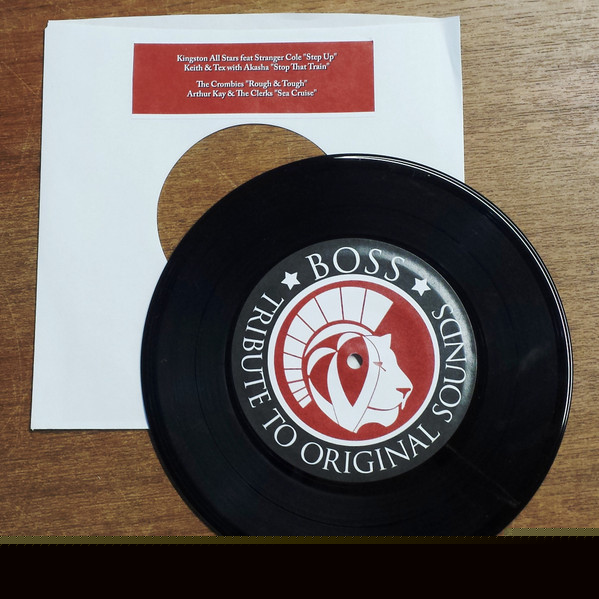 Kingston All Stars feat Stranger Cole "Step Up"
Keith & Tex with Akasha "Stop That Train"
The Crombies "Rough & Tough"
Arthur Kay & The Clerks "Sea Cruise"
BOSS
TRIBUTE TO ORIGINAL SOUNDS